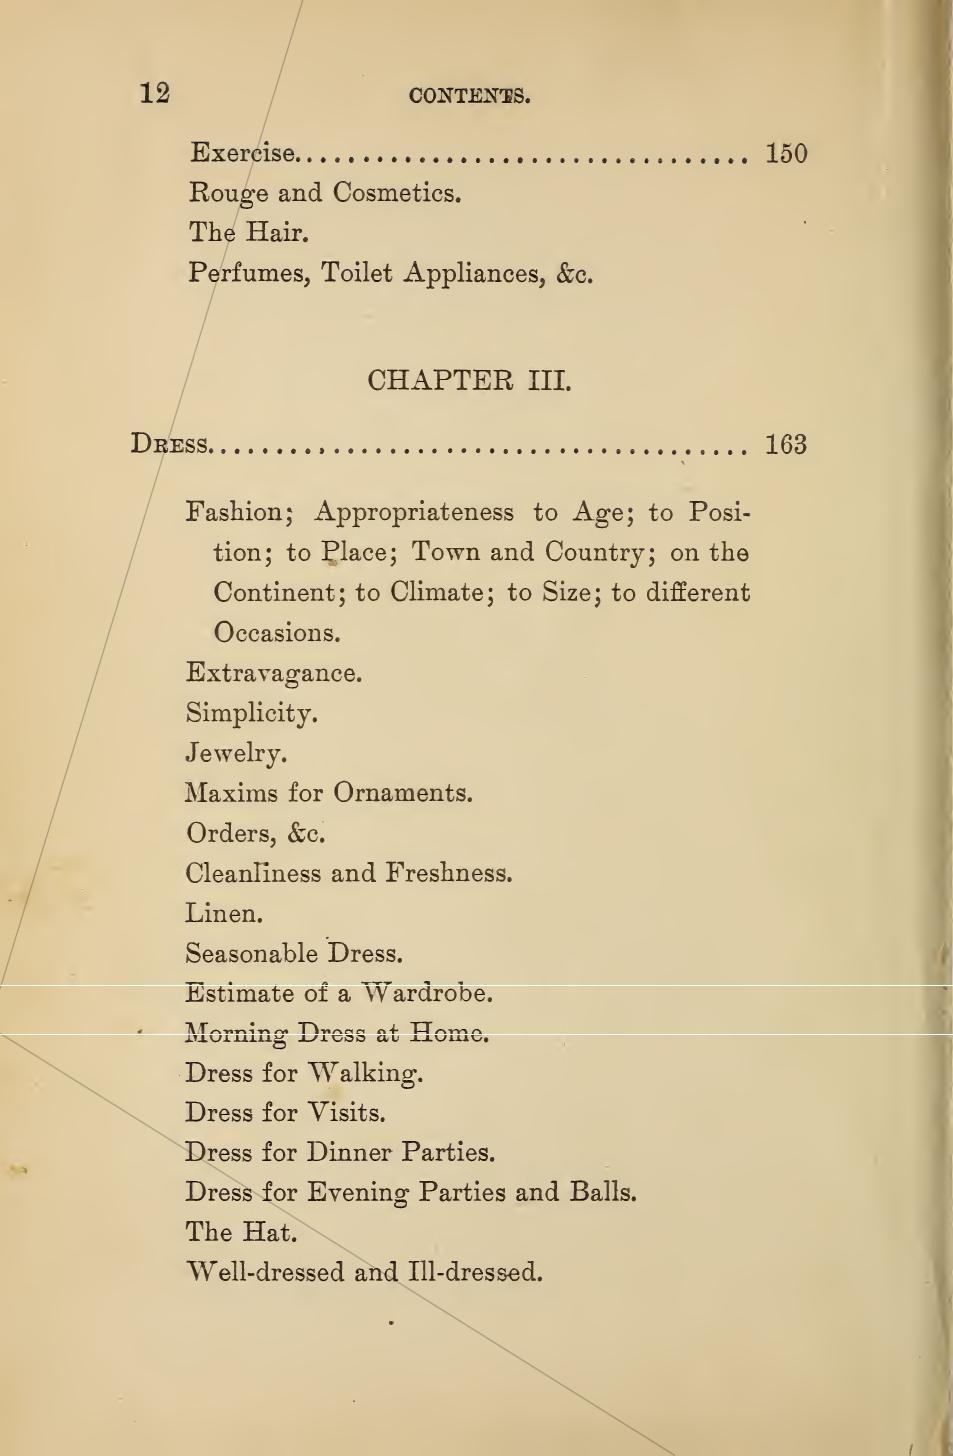 12 CONTENTS.
Exercise................................ 150
Rouge and Cosmetics.
The Hair.
Perfumes, Toilet Appliances, &c.
CHAPTER III.
DRESS...................................... 163
Fashion; Appropriateness to Age; to Posi-
tion; to Place; Town and Country; on the
Continent; to Climate; to Size; to different
Occasions.
Extravagance.
Simplicity.
Jewelry.
Maxims for Ornaments.
Orders, &c.
Cleanliness and Freshness.
Linen.
Seasonable Dress.
Estimate of a Wardrobe.
Morning Dress at Home.
Dress for Walking.
Dress for Visits.
Dress for Dinner Parties.
Dress for Evening Parties and Balls.
The Hat.
Well-dressed and Ill-dressed.